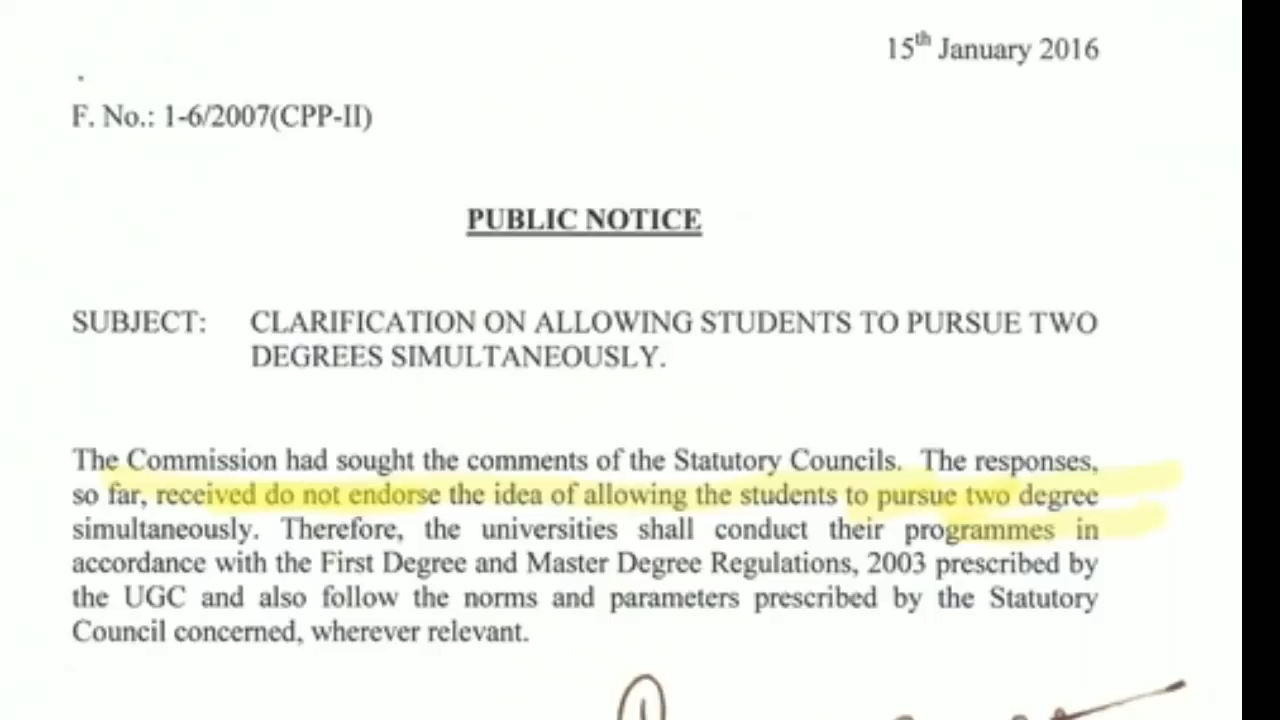 15th January 2016
F. No.: 1-6/2007(CPP-II)
PUBLIC NOTICE
SUBJECT: CLARIFICATION ON ALLOWING STUDENTS TO PURSUE TWO
DEGREES SIMULTANEOUSLY.
The Commission had sought the comments of the Statutory Councils. The responses,
so far, received do not endorse the idea of allowing the students to pursue two degree
simultaneously. Therefore, the universities shall conduct their programmes in
accordance with the First Degree and Master Degree Regulations, 2003 prescribed by
the UGC and also follow the norms and parameters prescribed by the Statutory
Council concerned, wherever relevant.